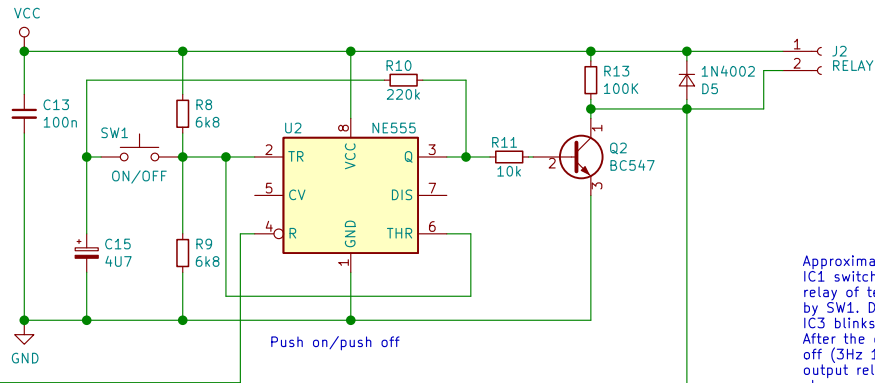 VCC
J2
RELAY
1
2
R10
220k
R13
100K
1N4002
D5
C13
100n
R8
6k8
SW1
ON/OFF
U2
NE555
8
VCC
2
TR
Q
3
5
CV
DIS
7
4
R
THR
6
GND
1
R11
10k
1
2
3
Q2
BC547
+
C15
4U7
R9
6k8
GND
Push on/push off
IC1 switch
relay of
by SW1.
IC3 blinks
After the
off (3Hz
output